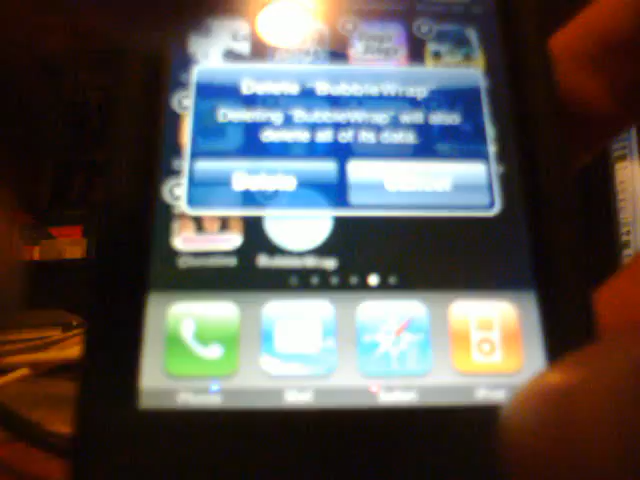 Delete "BubbleWrap"
Deleting "BubbleWrap" will also
delete all of its data.
Delete Cancel
BubbleWrap
Phone Mail Safari iPod